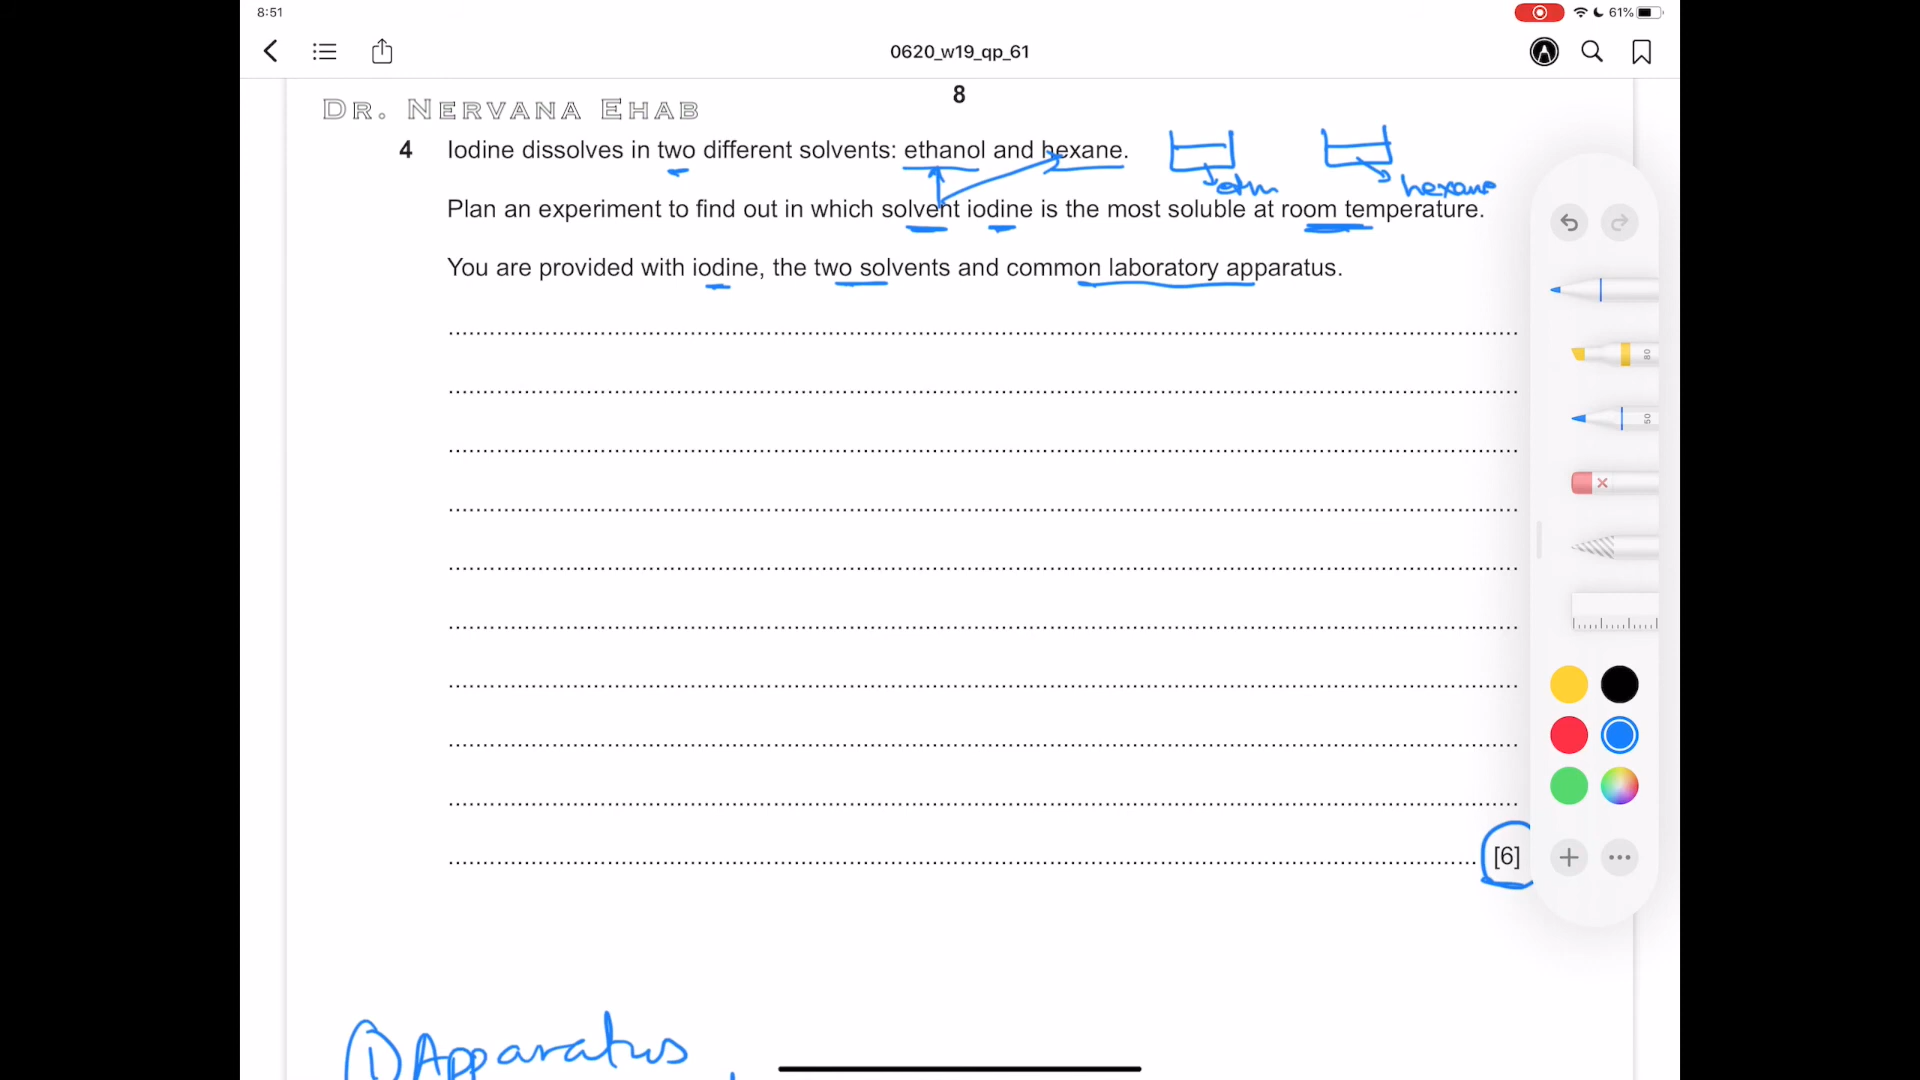 8:51
61%
0620_w19_qp_61
8
DR. NERVANA EHAB
4 Iodine dissolves in two different solvents: ethanol and hexane.
hexane
Plan an experiment to find out in which solvent iodine is the most soluble at room temperature.
You are provided with iodine, the two solvents and common laboratory apparatus.
80
50
[6]
① Apparatus